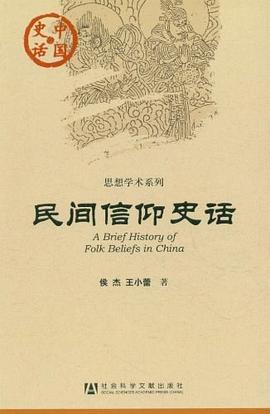 中国
史话
思想学术系列
民间信仰史话
A Brief History of
Folk Beliefs in China
侯 杰 王小蕾 著
社会科学文献出版社
SOCIAL SCIENCES ACADEMIC PRESS (CHINA)